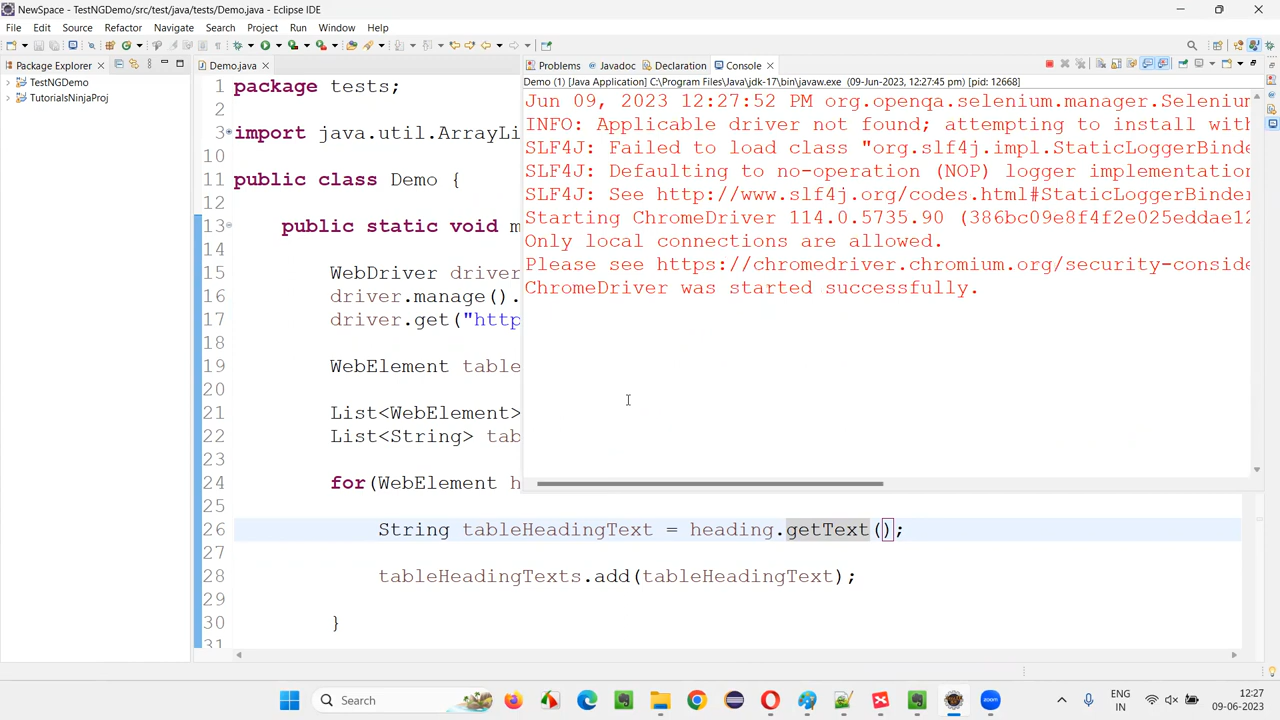 NewSpace - TestNGDemo/src/test/java/tests/Demo.java - Eclipse IDE
File Edit Source Refactor Navigate Search Project Run Window Help
Package Explorer
Demo.java
Problems Javadoc Declaration Console
TestNGDemo
TutorialsNinjaProj
Demo (1) [Java Application] C:\Program Files\Java\jdk-17\bin\javaw.exe (09-Jun-2023, 12:27:45 pm) [pid: 12668]
Jun 09, 2023 12:27:52 PM org.openqa.selenium.manager.Seleniu
INFO: Applicable driver not found; attempting to install wit
SLF4J: Failed to load class "org.slf4j.impl.StaticLoggerBinde
SLF4J: Defaulting to no-operation (NOP) logger implementation
SLF4J: See http://www.slf4j.org/codes.html#StaticLoggerBinder
Starting ChromeDriver 114.0.5735.90 (386bc09e8f4f2e025eddae12
Only local connections are allowed.
Please see https://chromedriver.chromium.org/security-conside
ChromeDriver was started successfully.
1 package tests;
2
3 import java.util.ArrayLi
10
11 public class Demo {
12
13 public static void m
14
15 WebDriver driver
16 driver.manage().
17 driver.get("http
18
19 WebElement table
20
21 List<WebElement>
22 List<String> tab
23
24 for(WebElement h
25
26 String tableHeadingText = heading.getText();
27
28 tableHeadingTexts.add(tableHeadingText);
29
30 }
31
Search
ENG
IN
12:27
09-06-2023